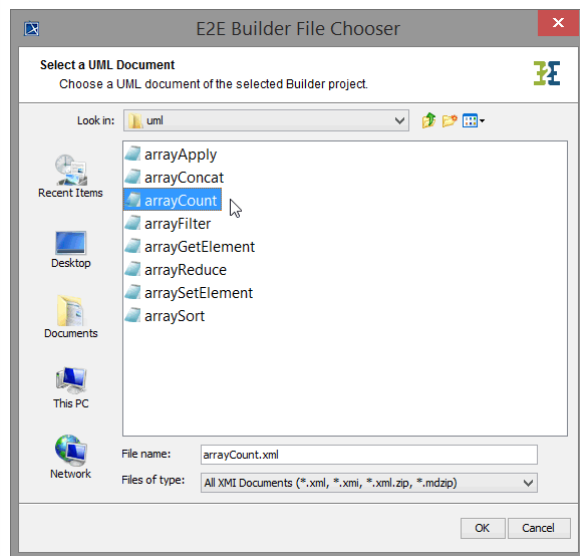 E2E Builder File Chooser
Select a UML Document
Choose a UML document of the selected Builder project.
Look in: uml
Recent Items
Desktop
Documents
This PC
Network
arrayApply
arrayConcat
arrayCount
arrayFilter
arrayGetElement
arrayReduce
arraySetElement
arraySort
File name: arrayCount.xml
Files of type: All XMI Documents (*.xml, *.xmi, *.xml.zip, *.mdzip)
OK Cancel